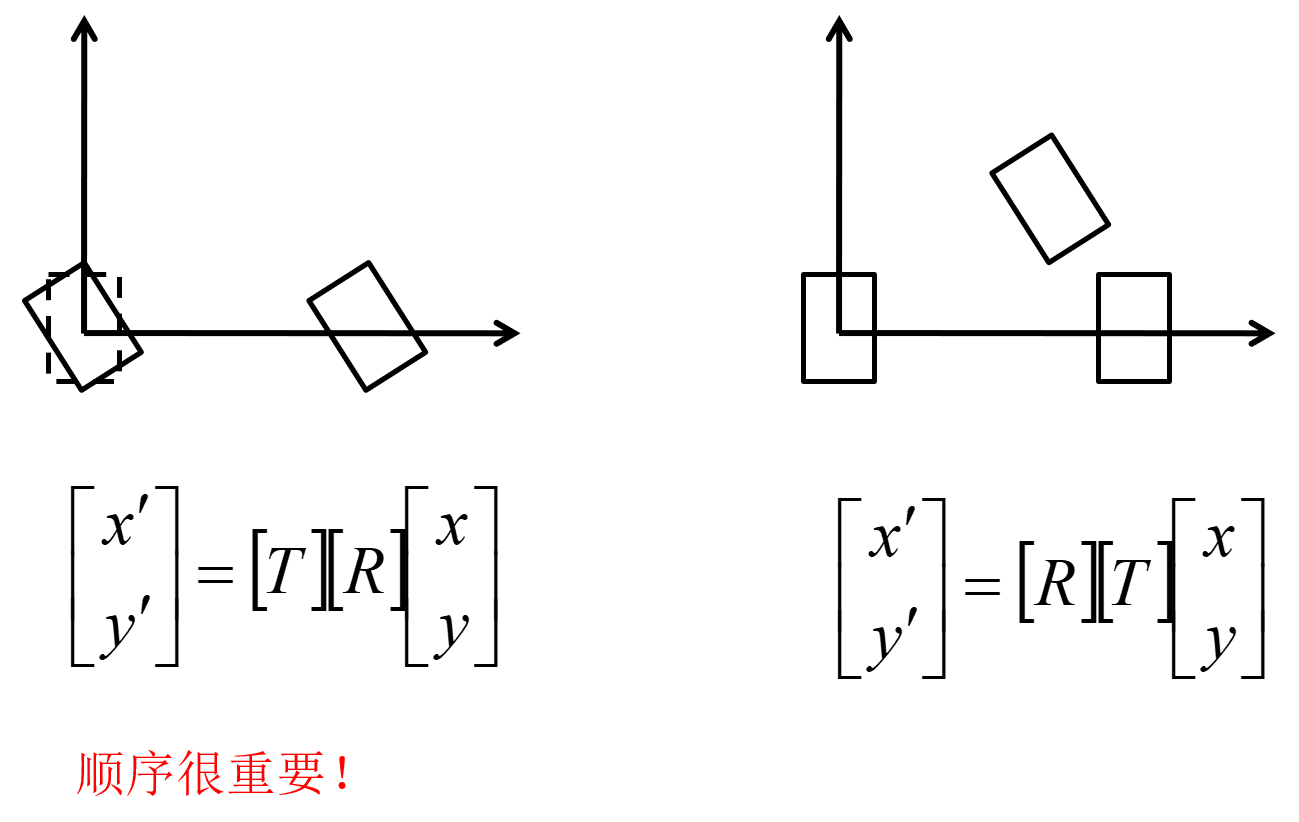 [x′ y′] = [T][R][x y]
[x′ y′] = [R][T][x y]
顺序很重要！